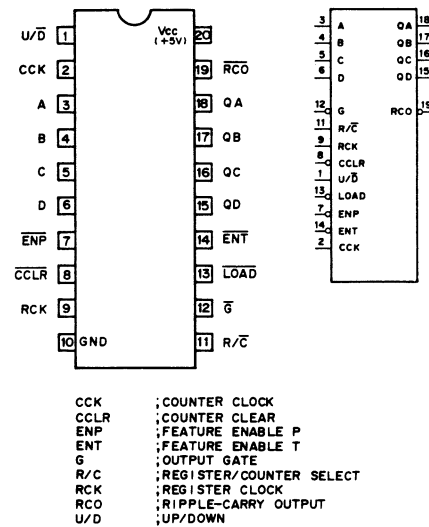 U/D̅ 1 Vcc (+5V) 20
CCK 2 19 R̅C̅O̅
A 3 18 QA
B 4 17 QB
C 5 16 QC
D 6 15 QD
E̅N̅P̅ 7 14 E̅N̅T̅
C̅C̅L̅R̅ 8 13 L̅O̅A̅D̅
RCK 9 12 G̅
10 GND 11 R/C̅
3 A QA 18
4 B QB 17
5 C QC 16
6 D QD 15
12 G RCO 19
11 R/C̅
9 RCK
8 CCLR
1 U/D̅
13 LOAD
7 ENP
14 ENT
2 CCK
CCK ; COUNTER CLOCK
CCLR ; COUNTER CLEAR
ENP ; FEATURE ENABLE P
ENT ; FEATURE ENABLE T
G ; OUTPUT GATE
R/C ; REGISTER/COUNTER SELECT
RCK ; REGISTER CLOCK
RCO ; RIPPLE-CARRY OUTPUT
U/D ; UP/DOWN